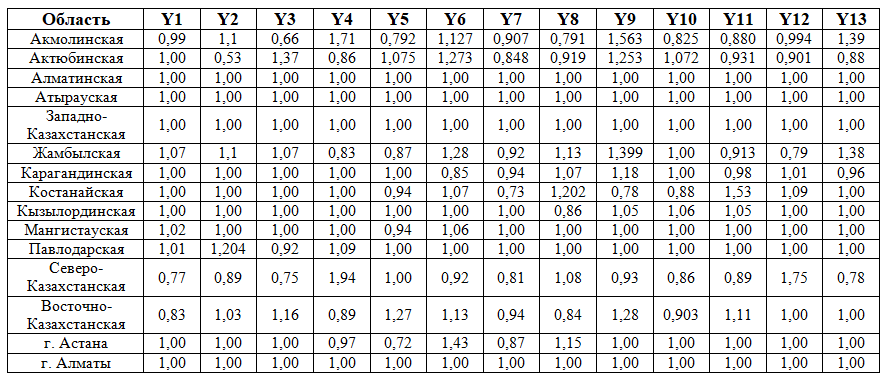 Область Y1 Y2 Y3 Y4 Y5 Y6 Y7 Y8 Y9 Y10 Y11 Y12 Y13
Акмолинская 0,99 1,1 0,66 1,71 0,792 1,127 0,907 0,791 1,563 0,825 0,880 0,994 1,39
Актюбинская 1,00 0,53 1,37 0,86 1,075 1,273 0,848 0,919 1,253 1,072 0,931 0,901 0,88
Алматинская 1,00 1,00 1,00 1,00 1,00 1,00 1,00 1,00 1,00 1,00 1,00 1,00 1,00
Атырауская 1,00 1,00 1,00 1,00 1,00 1,00 1,00 1,00 1,00 1,00 1,00 1,00 1,00
Западно-
Казахстанская 1,00 1,00 1,00 1,00 1,00 1,00 1,00 1,00 1,00 1,00 1,00 1,00 1,00
Жамбылская 1,07 1,1 1,07 0,83 0,87 1,28 0,92 1,13 1,399 1,00 0,913 0,79 1,38
Карагандинская 1,00 1,00 1,00 1,00 1,00 0,85 0,94 1,07 1,18 1,00 0,98 1,01 0,96
Костанайская 1,00 1,00 1,00 1,00 0,94 1,07 0,73 1,202 0,78 0,88 1,53 1,09 1,00
Кызылординская 1,00 1,00 1,00 1,00 1,00 1,00 1,00 0,86 1,05 1,06 1,05 1,00 1,00
Мангистауская 1,02 1,00 1,00 1,00 0,94 1,06 1,00 1,00 1,00 1,00 1,00 1,00 1,00
Павлодарская 1,01 1,204 0,92 1,09 1,00 1,00 1,00 1,00 1,00 1,00 1,00 1,00 1,00
Северо-
Казахстанская 0,77 0,89 0,75 1,94 1,00 0,92 0,81 1,08 0,93 0,86 0,89 1,75 0,78
Восточно-
Казахстанская 0,83 1,03 1,16 0,89 1,27 1,13 0,94 0,84 1,28 0,903 1,11 1,00 1,00
г. Астана 1,00 1,00 1,00 0,97 0,72 1,43 0,87 1,15 1,00 1,00 1,00 1,00 1,00
г. Алматы 1,00 1,00 1,00 1,00 1,00 1,00 1,00 1,00 1,00 1,00 1,00 1,00 1,00